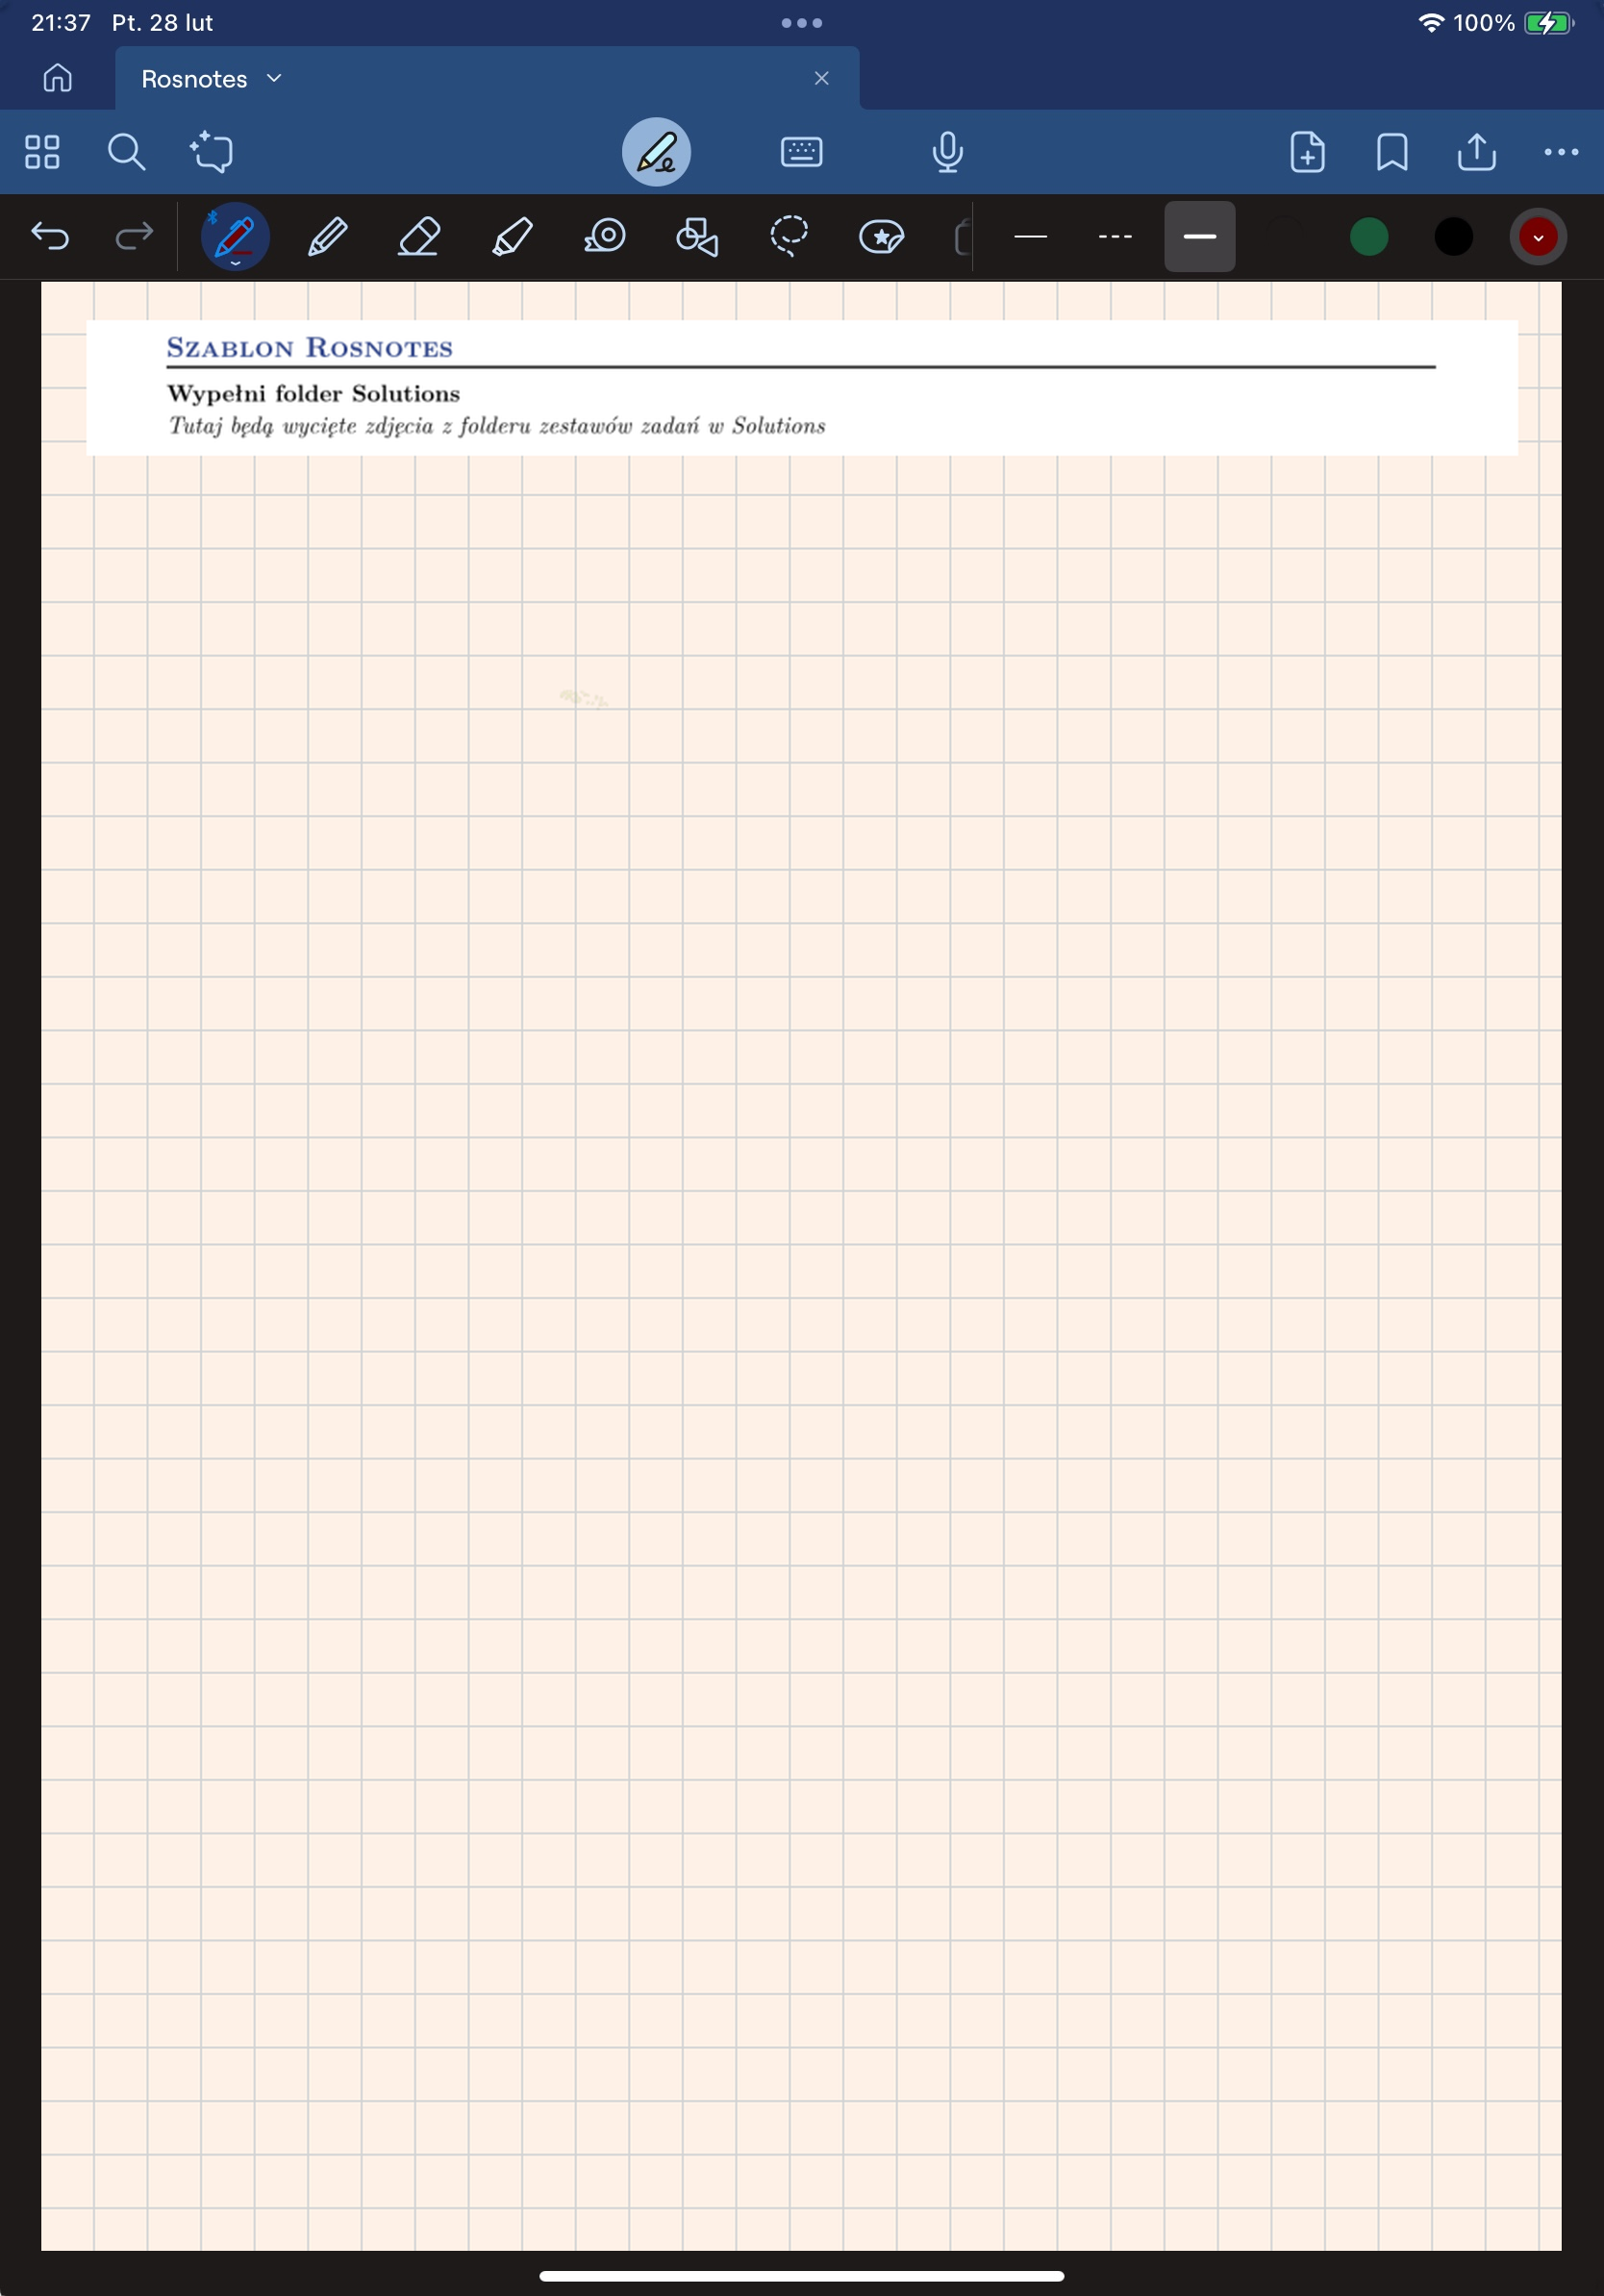 21:37 Pt. 28 lut 100%
Rosnotes
Szablon Rosnotes
Wypełni folder Solutions
Tutaj będą wycięte zdjęcia z folderu zestawów zadań w Solutions